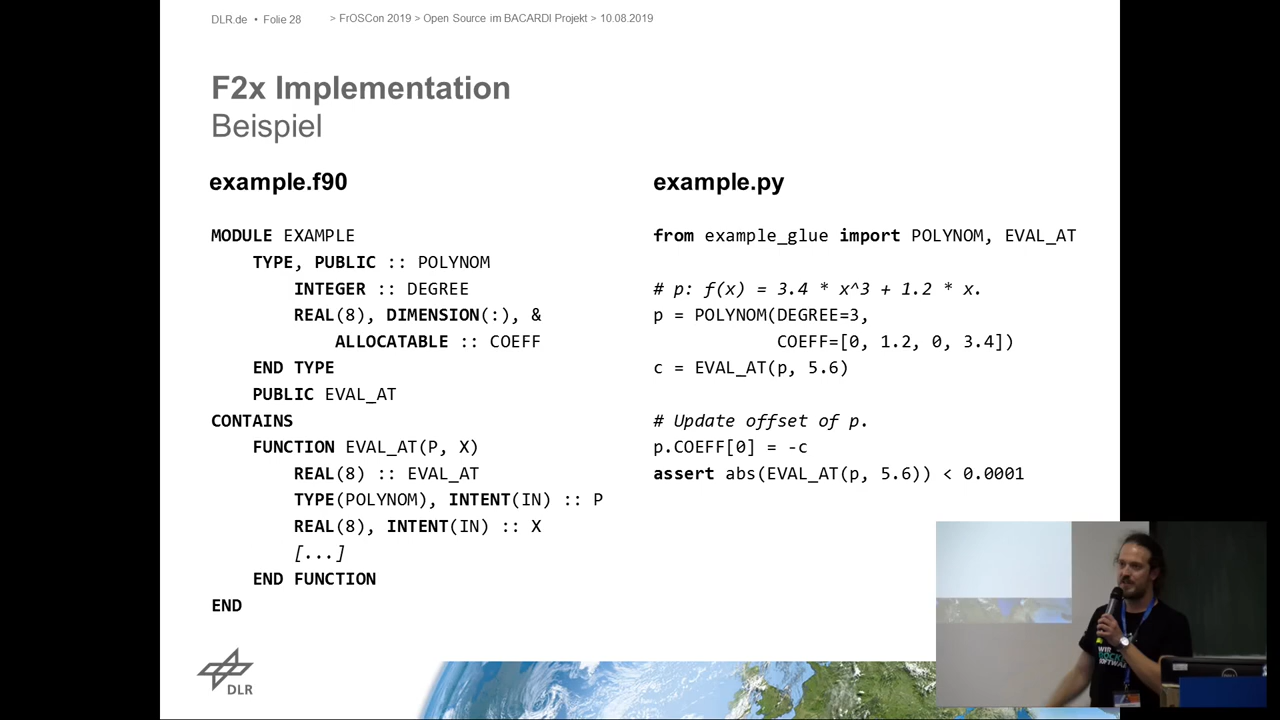 DLR.de • Folie 28 > FrOSCon 2019 > Open Source im BACARDI Projekt > 10.08.2019
F2x Implementation
Beispiel
example.f90
MODULE EXAMPLE
TYPE, PUBLIC :: POLYNOM
INTEGER :: DEGREE
REAL(8), DIMENSION(:), &
ALLOCATABLE :: COEFF
END TYPE
PUBLIC EVAL_AT
CONTAINS
FUNCTION EVAL_AT(P, X)
REAL(8) :: EVAL_AT
TYPE(POLYNOM), INTENT(IN) :: P
REAL(8), INTENT(IN) :: X
[...]
END FUNCTION
END
example.py
from example_glue import POLYNOM, EVAL_AT
# p: f(x) = 3.4 * x^3 + 1.2 * x.
p = POLYNOM(DEGREE=3,
COEFF=[0, 1.2, 0, 3.4])
c = EVAL_AT(p, 5.6)
# Update offset of p.
p.COEFF[0] = -c
assert abs(EVAL_AT(p, 5.6)) < 0.0001
DLR
WIR
ROCK
SOFTWARE